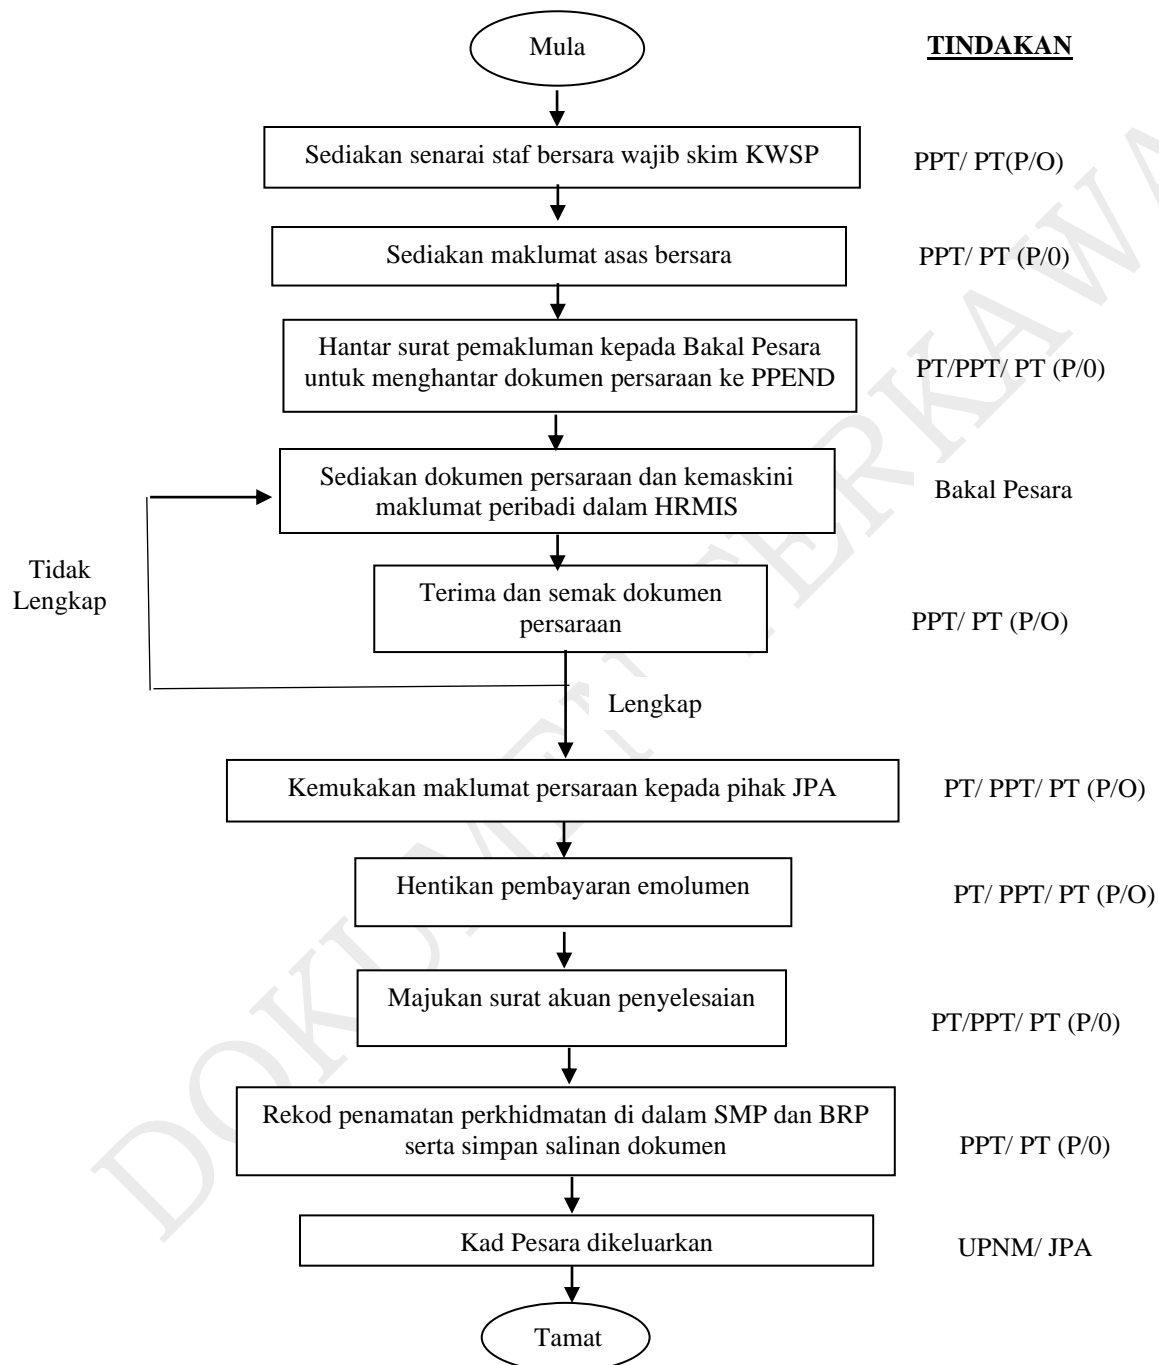 Mula
TINDAKAN
Sediakan senarai staf bersara wajib skim KWSP
PPT/ PT(P/O)
Sediakan maklumat asas bersara
PPT/ PT (P/0)
Hantar surat pemakluman kepada Bakal Pesara
untuk menghantar dokumen persaraan ke PPEND
PT/PPT/ PT (P/0)
Sediakan dokumen persaraan dan kemaskini
maklumat peribadi dalam HRMIS
Bakal Pesara
Tidak
Lengkap
Terima dan semak dokumen
persaraan
PPT/ PT (P/O)
Lengkap
Kemukakan maklumat persaraan kepada pihak JPA
PT/ PPT/ PT (P/O)
Hentikan pembayaran emolumen
PT/ PPT/ PT (P/O)
Majukan surat akuan penyelesaian
PT/PPT/ PT (P/0)
Rekod penamatan perkhidmatan di dalam SMP dan BRP
serta simpan salinan dokumen
PPT/ PT (P/0)
Kad Pesara dikeluarkan
UPNM/ JPA
Tamat
DOKUMEN TERKAWA